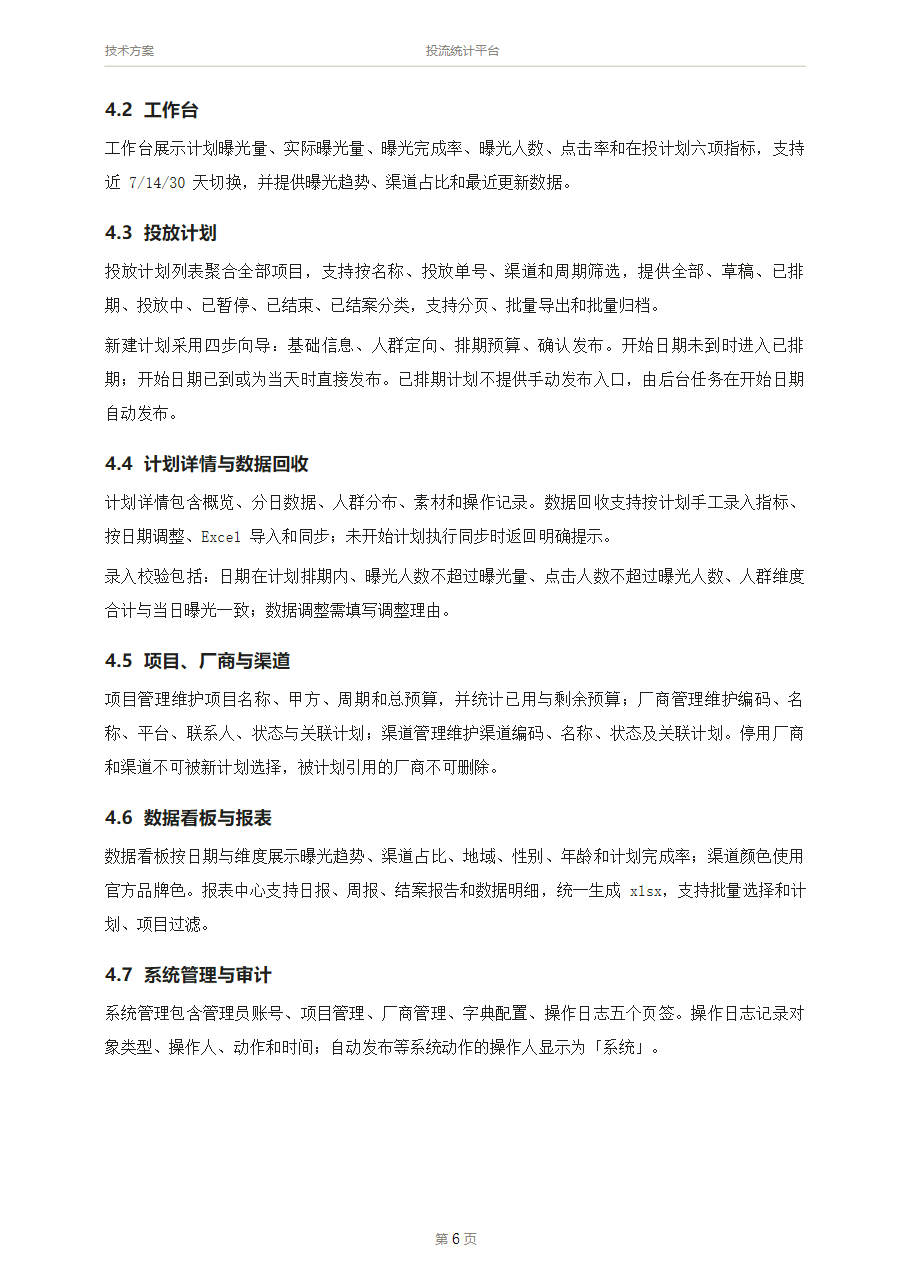 技术方案 投流统计平台
4.2 工作台
工作台展示计划曝光量、实际曝光量、曝光完成率、曝光人数、点击率和在投计划六项指标，支持
近 7/14/30 天切换，并提供曝光趋势、渠道占比和最近更新数据。
4.3 投放计划
投放计划列表聚合全部项目，支持按名称、投放单号、渠道和周期筛选，提供全部、草稿、已排
期、投放中、已暂停、已结束、已结案分类，支持分页、批量导出和批量归档。
新建计划采用四步向导：基础信息、人群定向、排期预算、确认发布。开始日期未到时进入已排
期；开始日期已到或为当天时直接发布。已排期计划不提供手动发布入口，由后台任务在开始日期
自动发布。
4.4 计划详情与数据回收
计划详情包含概览、分日数据、人群分布、素材和操作记录。数据回收支持按计划手工录入指标、
按日期调整、Excel 导入和同步；未开始计划执行同步时返回明确提示。
录入校验包括：日期在计划排期内、曝光人数不超过曝光量、点击人数不超过曝光人数、人群维度
合计与当日曝光一致；数据调整需填写调整理由。
4.5 项目、厂商与渠道
项目管理维护项目名称、甲方、周期和总预算，并统计已用与剩余预算；厂商管理维护编码、名
称、平台、联系人、状态与关联计划；渠道管理维护渠道编码、名称、状态及关联计划。停用厂商
和渠道不可被新计划选择，被计划引用的厂商不可删除。
4.6 数据看板与报表
数据看板按日期与维度展示曝光趋势、渠道占比、地域、性别、年龄和计划完成率；渠道颜色使用
官方品牌色。报表中心支持日报、周报、结案报告和数据明细，统一生成 xlsx，支持批量选择和计
划、项目过滤。
4.7 系统管理与审计
系统管理包含管理员账号、项目管理、厂商管理、字典配置、操作日志五个页签。操作日志记录对
象类型、操作人、动作和时间；自动发布等系统动作的操作人显示为「系统」。
第 6 页